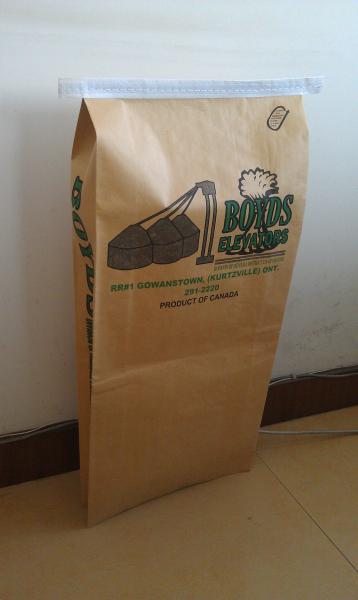 BOYDS
ELEVATORS
RR#1 GOWANSTOWN, (KURTZVILLE) ONT.
291-2220
PRODUCT OF CANADA
BOYDS